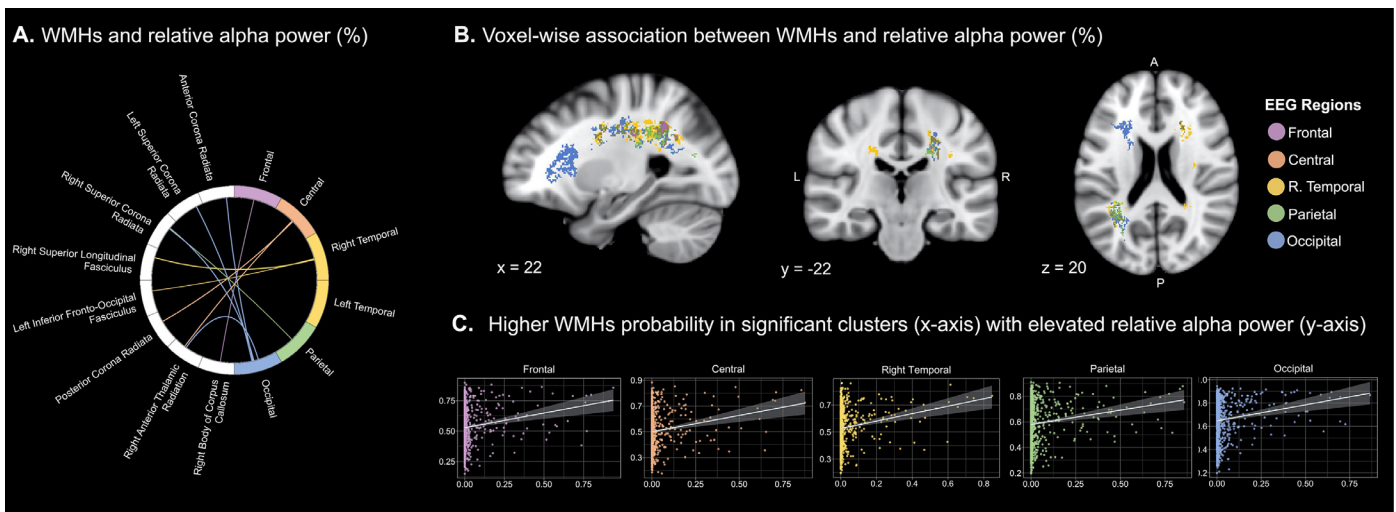 A. WMHs and relative alpha power (%)
Anterior Corona Radiata
Left Superior Corona
Radiata
Right Superior Corona
Radiata
Right Superior Longitudinal
Fasciculus
Left Inferior Fronto-Occipital
Fasciculus
Posterior Corona Radiata
Right Anterior Thalamic
Radiation
Right Body of Corpus
Callosum
Frontal
Central
Right Temporal
Left Temporal
Parietal
Occipital
B. Voxel-wise association between WMHs and relative alpha power (%)
x = 22
L
R
y = -22
A
P
z = 20
EEG Regions
Frontal
Central
R. Temporal
Parietal
Occipital
C. Higher WMHs probability in significant clusters (x-axis) with elevated relative alpha power (y-axis)
Frontal
0.75
0.50
0.25
0.00 0.25 0.50 0.75
Central
0.9
0.7
0.5
0.3
0.00 0.25 0.50 0.75
Right Temporal
0.7
0.5
0.3
0.0 0.2 0.4 0.6 0.8
Parietal
0.8
0.6
0.4
0.2
0.00 0.25 0.50 0.75
Occipital
1.0
.8
.6
.4
.2
0.00 0.25 0.50 0.75